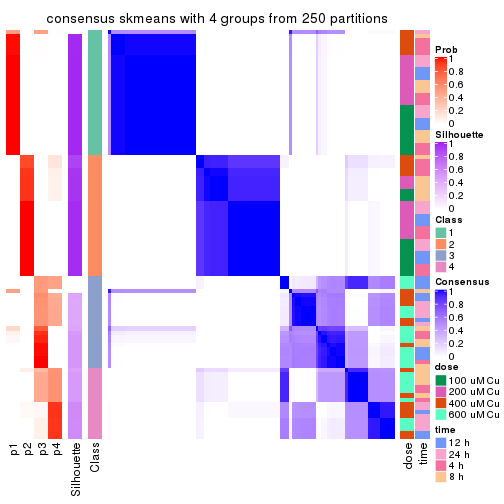 consensus skmeans with 4 groups from 250 partitions
Prob
1
0.8
0.6
0.4
0.2
0
Silhouette
1
0.8
0.6
0.4
0.2
0
Class
1
2
3
4
Consensus
1
0.8
0.6
0.4
0.2
0
dose
100 uM Cu
200 uM Cu
400 uM Cu
600 uM Cu
time
12 h
24 h
4 h
8 h
p1
p2
p3
p4
Silhouette
Class
dose
time